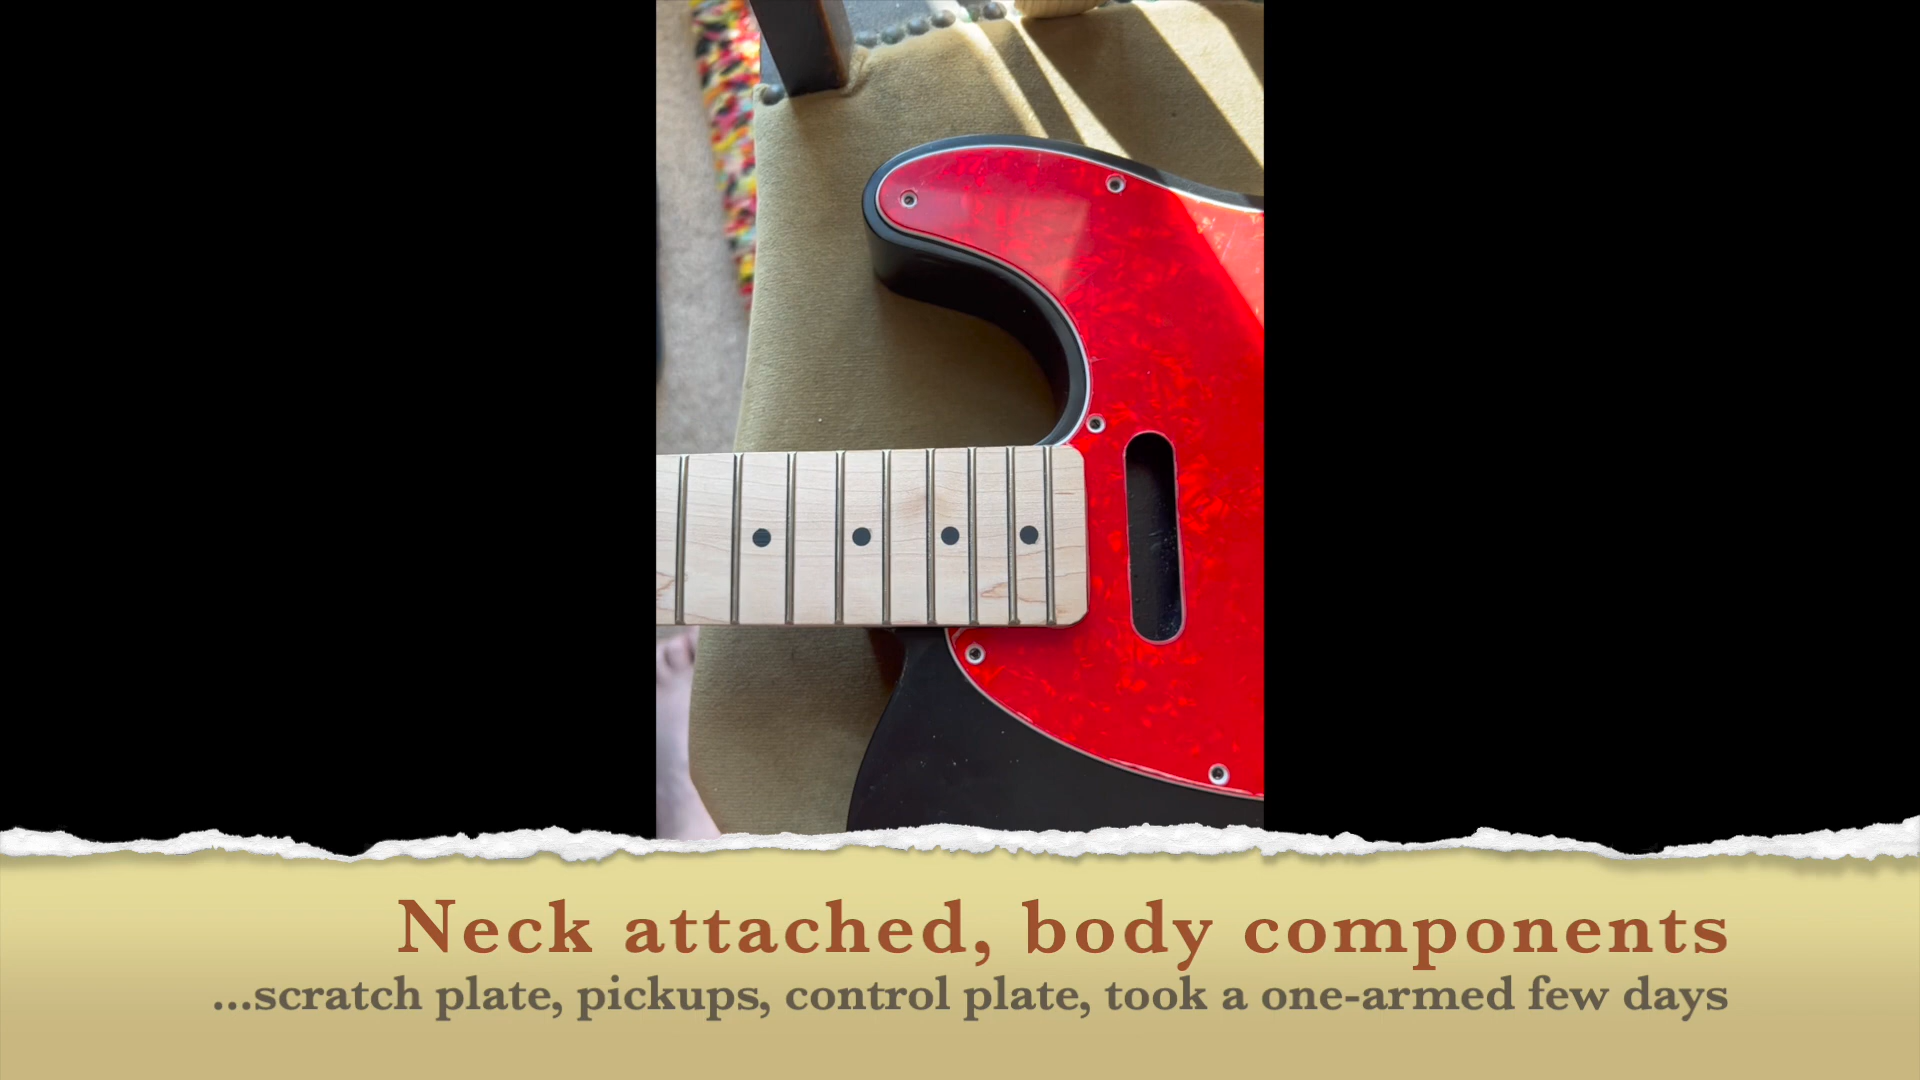 Neck attached, body components
...scratch plate, pickups, control plate, took a one-armed few days